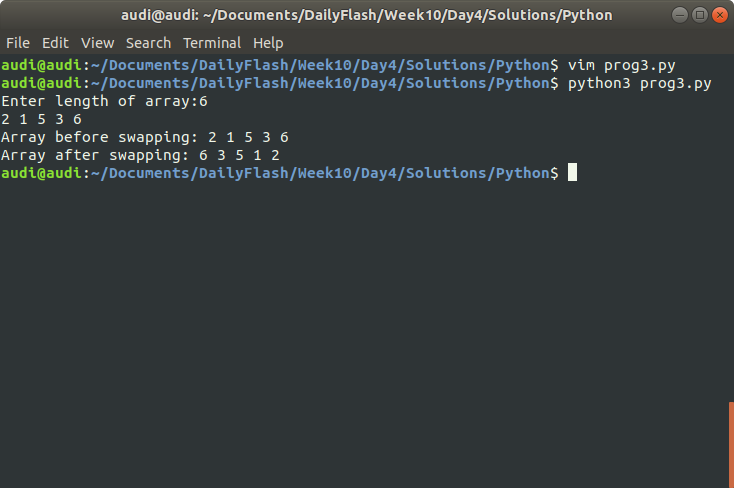 audi@audi: ~/Documents/DailyFlash/Week10/Day4/Solutions/Python
File Edit View Search Terminal Help
audi@audi:~/Documents/DailyFlash/Week10/Day4/Solutions/Python$ vim prog3.py
audi@audi:~/Documents/DailyFlash/Week10/Day4/Solutions/Python$ python3 prog3.py
Enter length of array:6
2 1 5 3 6
Array before swapping: 2 1 5 3 6
Array after swapping: 6 3 5 1 2
audi@audi:~/Documents/DailyFlash/Week10/Day4/Solutions/Python$